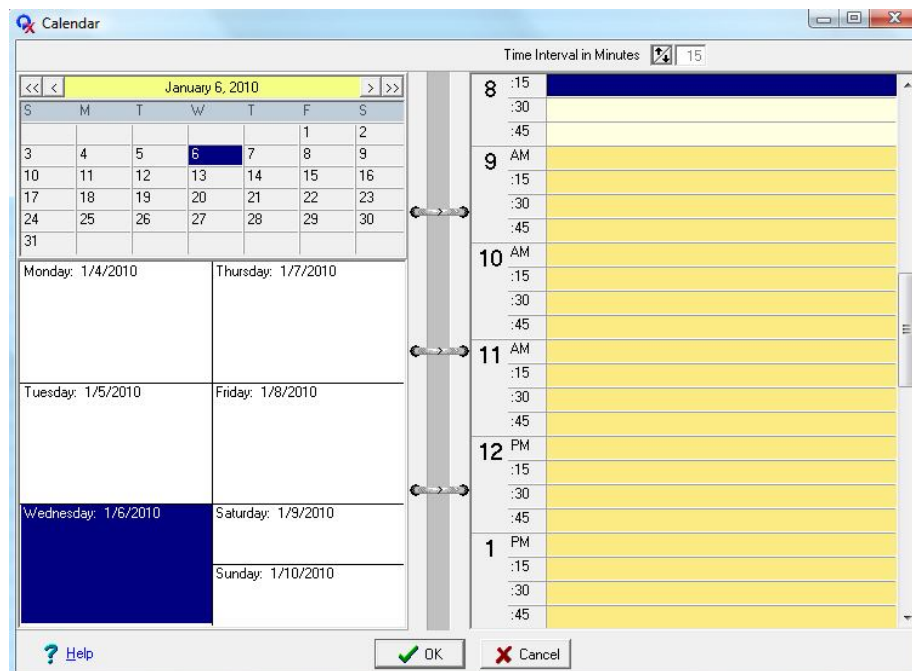 Calendar
Time Interval in Minutes 15
<< < January 6, 2010 > >>
S M T W T F S
1 2
3 4 5 6 7 8 9
10 11 12 13 14 15 16
17 18 19 20 21 22 23
24 25 26 27 28 29 30
31
Monday: 1/4/2010 Thursday: 1/7/2010
Tuesday: 1/5/2010 Friday: 1/8/2010
Wednesday: 1/6/2010 Saturday: 1/9/2010
Sunday: 1/10/2010
8 :15
:30
:45
9 AM
:15
:30
:45
10 AM
:15
:30
:45
11 AM
:15
:30
:45
12 PM
:15
:30
:45
1 PM
:15
:30
:45
? Help
OK
Cancel